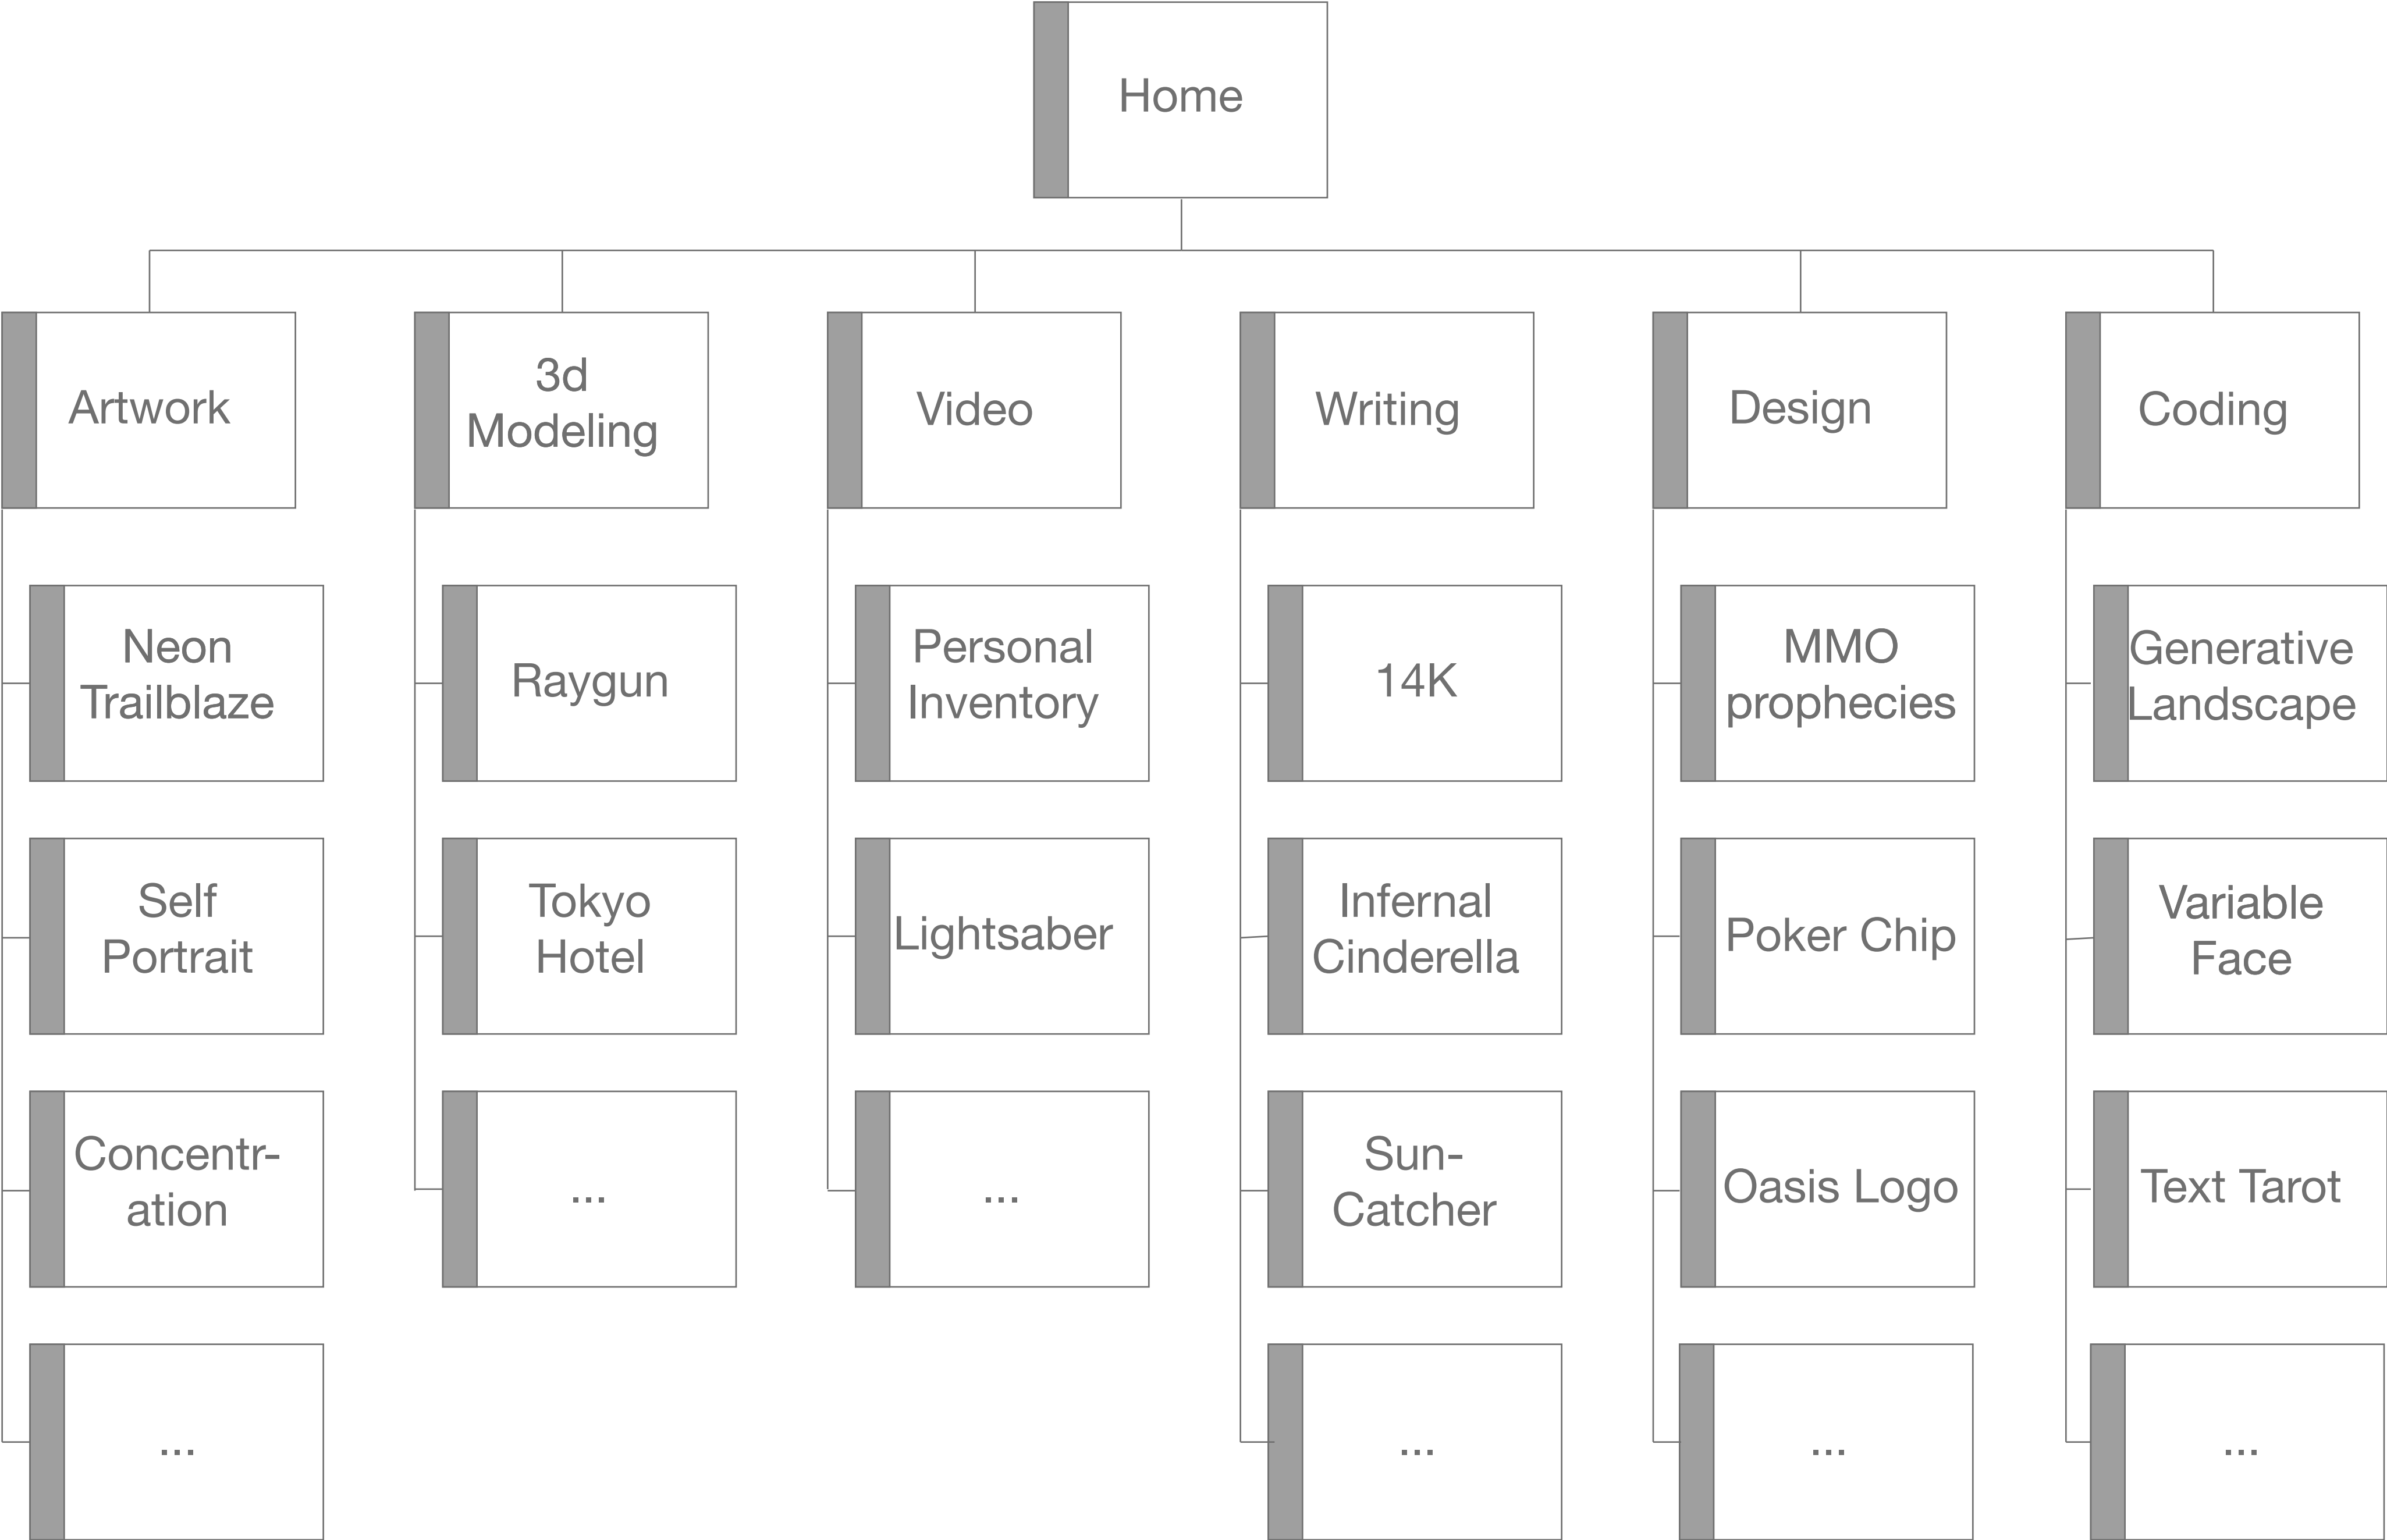 Home
Artwork
3d
Modeling
Video
Writing
Design
Coding
Neon
Trailblaze
Raygun
Personal
Inventory
14K
MMO
prophecies
Generative
Landscape
Self
Portrait
Tokyo
Hotel
Lightsaber
Infernal
Cinderella
Poker Chip
Variable
Face
Concentr-
ation
...
...
Sun-
Catcher
Oasis Logo
Text Tarot
...
...
...
...